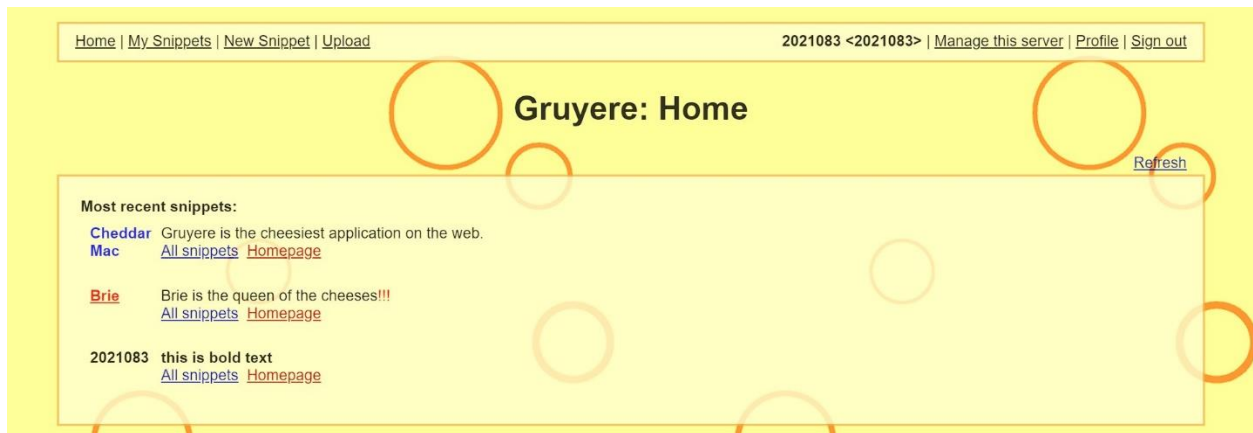 Home | My Snippets | New Snippet | Upload
2021083 <2021083> | Manage this server | Profile | Sign out
Gruyere: Home
Refresh
Most recent snippets:
Cheddar Gruyere is the cheesiest application on the web.
Mac All snippets Homepage
Brie Brie is the queen of the cheeses!!!
All snippets Homepage
2021083 this is bold text
All snippets Homepage